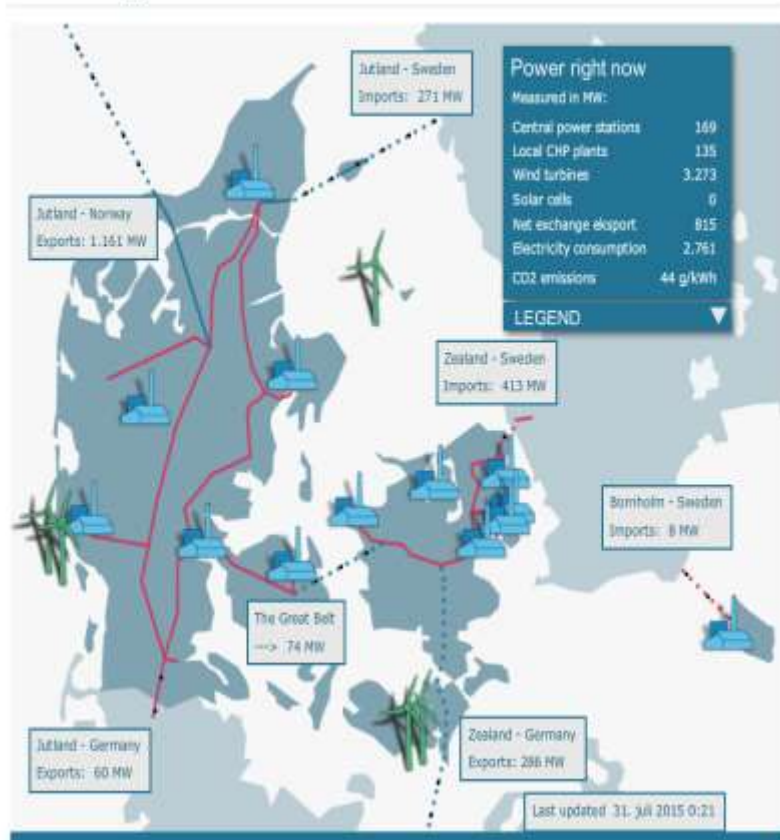 Jutland - Sweden
Imports: 271 MW
Power right now
Measured in MW:
Central power stations 169
Local CHP plants 135
Wind turbines 3.273
Solar cells 0
Net exchange eksport 815
Electricity consumption 2.761
CO2 emissions 44 g/kWh
LEGEND
Jutland - Norway
Exports: 1.161 MW
Zealand - Sweden
Imports: 413 MW
Bornholm - Sweden
Imports: 8 MW
The Great Belt
---> 74 MW
Jutland - Germany
Exports: 60 MW
Zealand - Germany
Exports: 286 MW
Last updated 31. juli 2015 0:21